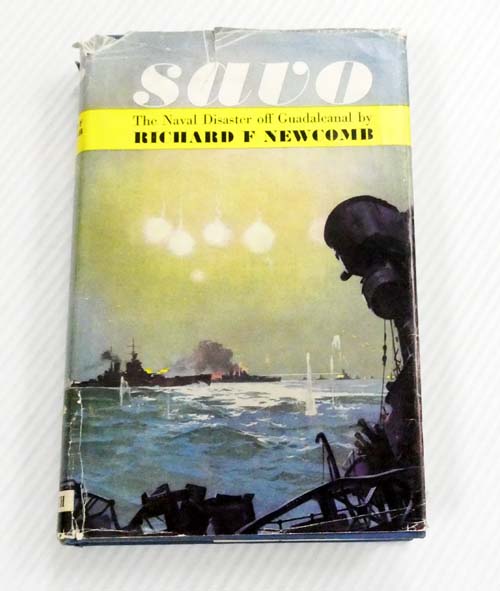 savo
The Naval Disaster off Guadalcanal by
RICHARD F NEWCOMB